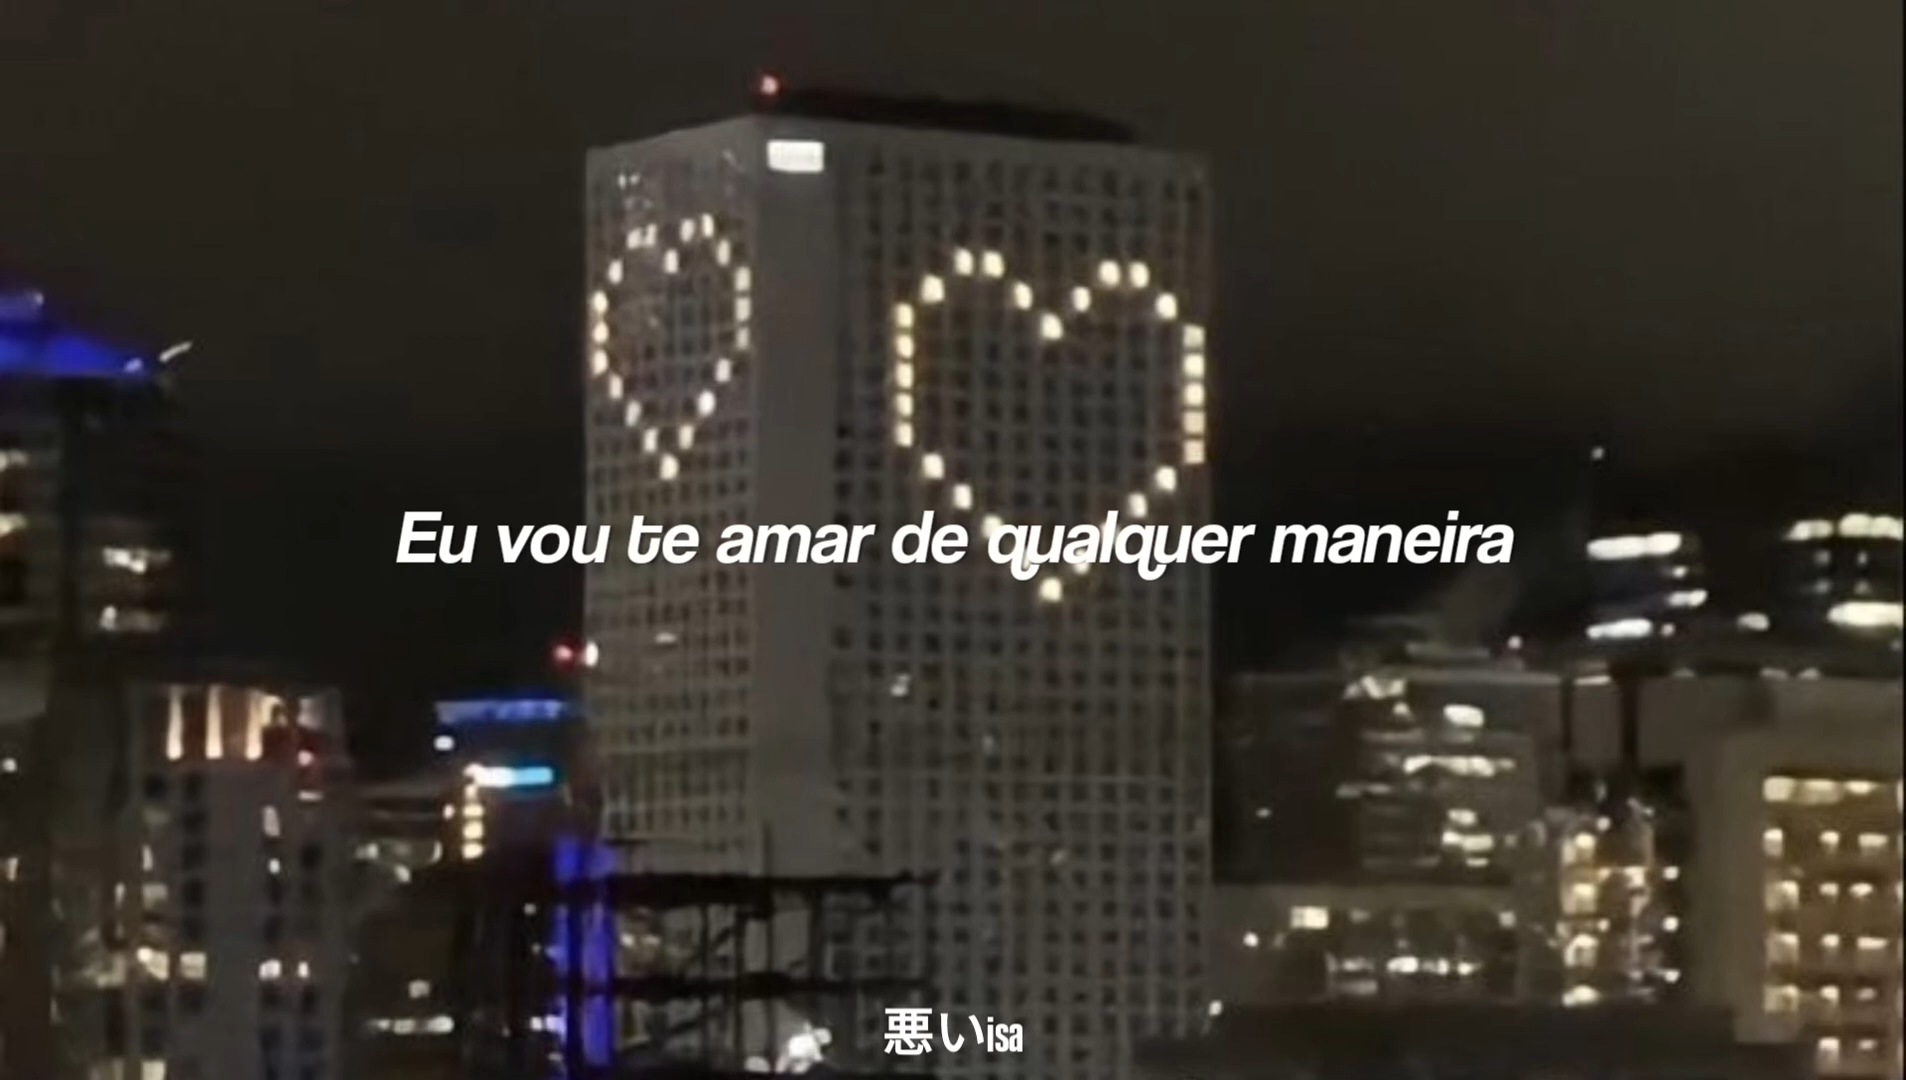 Eu vou te amar de qualquer maneira
悪いisa